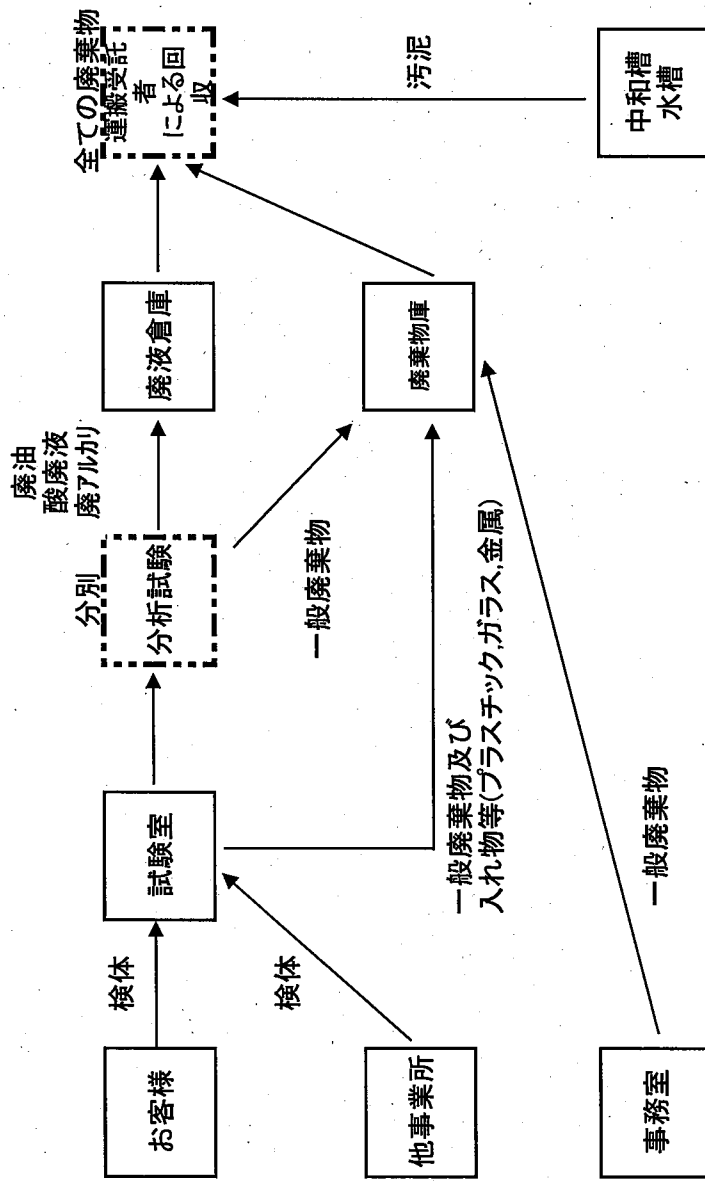 お客様
検体
試験室
分別
分析試験
廃油
酸廃液
廃アルカリ
廃液倉庫
全ての廃棄物
運搬受託
者
による回
収
他事業所
検体
一般廃棄物
一般廃棄物及び
入れ物等(プラスチック,ガラス,金属)
廃棄物庫
汚泥
事務室
一般廃棄物
中和槽
水槽